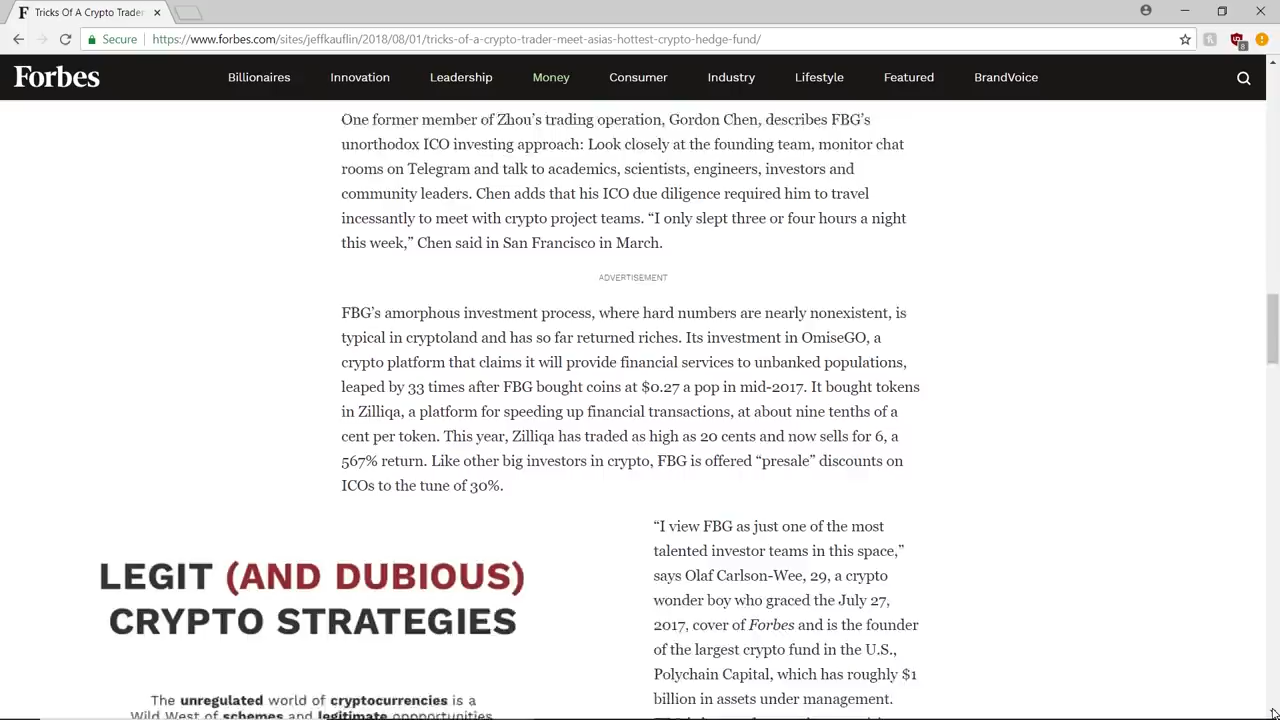 Tricks Of A Crypto Trader
Secure https://www.forbes.com/sites/jeffkauflin/2018/08/01/tricks-of-a-crypto-trader-meet-asias-hottest-crypto-hedge-fund/
8
Forbes Billionaires Innovation Leadership Money Consumer Industry Lifestyle Featured BrandVoice
One former member of Zhou’s trading operation, Gordon Chen, describes FBG’s
unorthodox ICO investing approach: Look closely at the founding team, monitor chat
rooms on Telegram and talk to academics, scientists, engineers, investors and
community leaders. Chen adds that his ICO due diligence required him to travel
incessantly to meet with crypto project teams. “I only slept three or four hours a night
this week,” Chen said in San Francisco in March.
ADVERTISEMENT
FBG’s amorphous investment process, where hard numbers are nearly nonexistent, is
typical in cryptoland and has so far returned riches. Its investment in OmiseGO, a
crypto platform that claims it will provide financial services to unbanked populations,
leaped by 33 times after FBG bought coins at $0.27 a pop in mid-2017. It bought tokens
in Zilliqa, a platform for speeding up financial transactions, at about nine tenths of a
cent per token. This year, Zilliqa has traded as high as 20 cents and now sells for 6, a
567% return. Like other big investors in crypto, FBG is offered “presale” discounts on
ICOs to the tune of 30%.
LEGIT (AND DUBIOUS)
CRYPTO STRATEGIES
The unregulated world of cryptocurrencies is a
Wild West of schemes and legitimate opportunities
“I view FBG as just one of the most
talented investor teams in this space,”
says Olaf Carlson-Wee, 29, a crypto
wonder boy who graced the July 27,
2017, cover of Forbes and is the founder
of the largest crypto fund in the U.S.,
Polychain Capital, which has roughly $1
billion in assets under management.